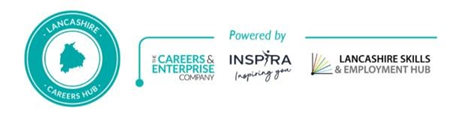 LANCASHIRE
CAREERS HUB
Powered by
THE CAREERS &
ENTERPRISE
COMPANY
INSPIRA
Inspiring you
LANCASHIRE SKILLS
& EMPLOYMENT HUB